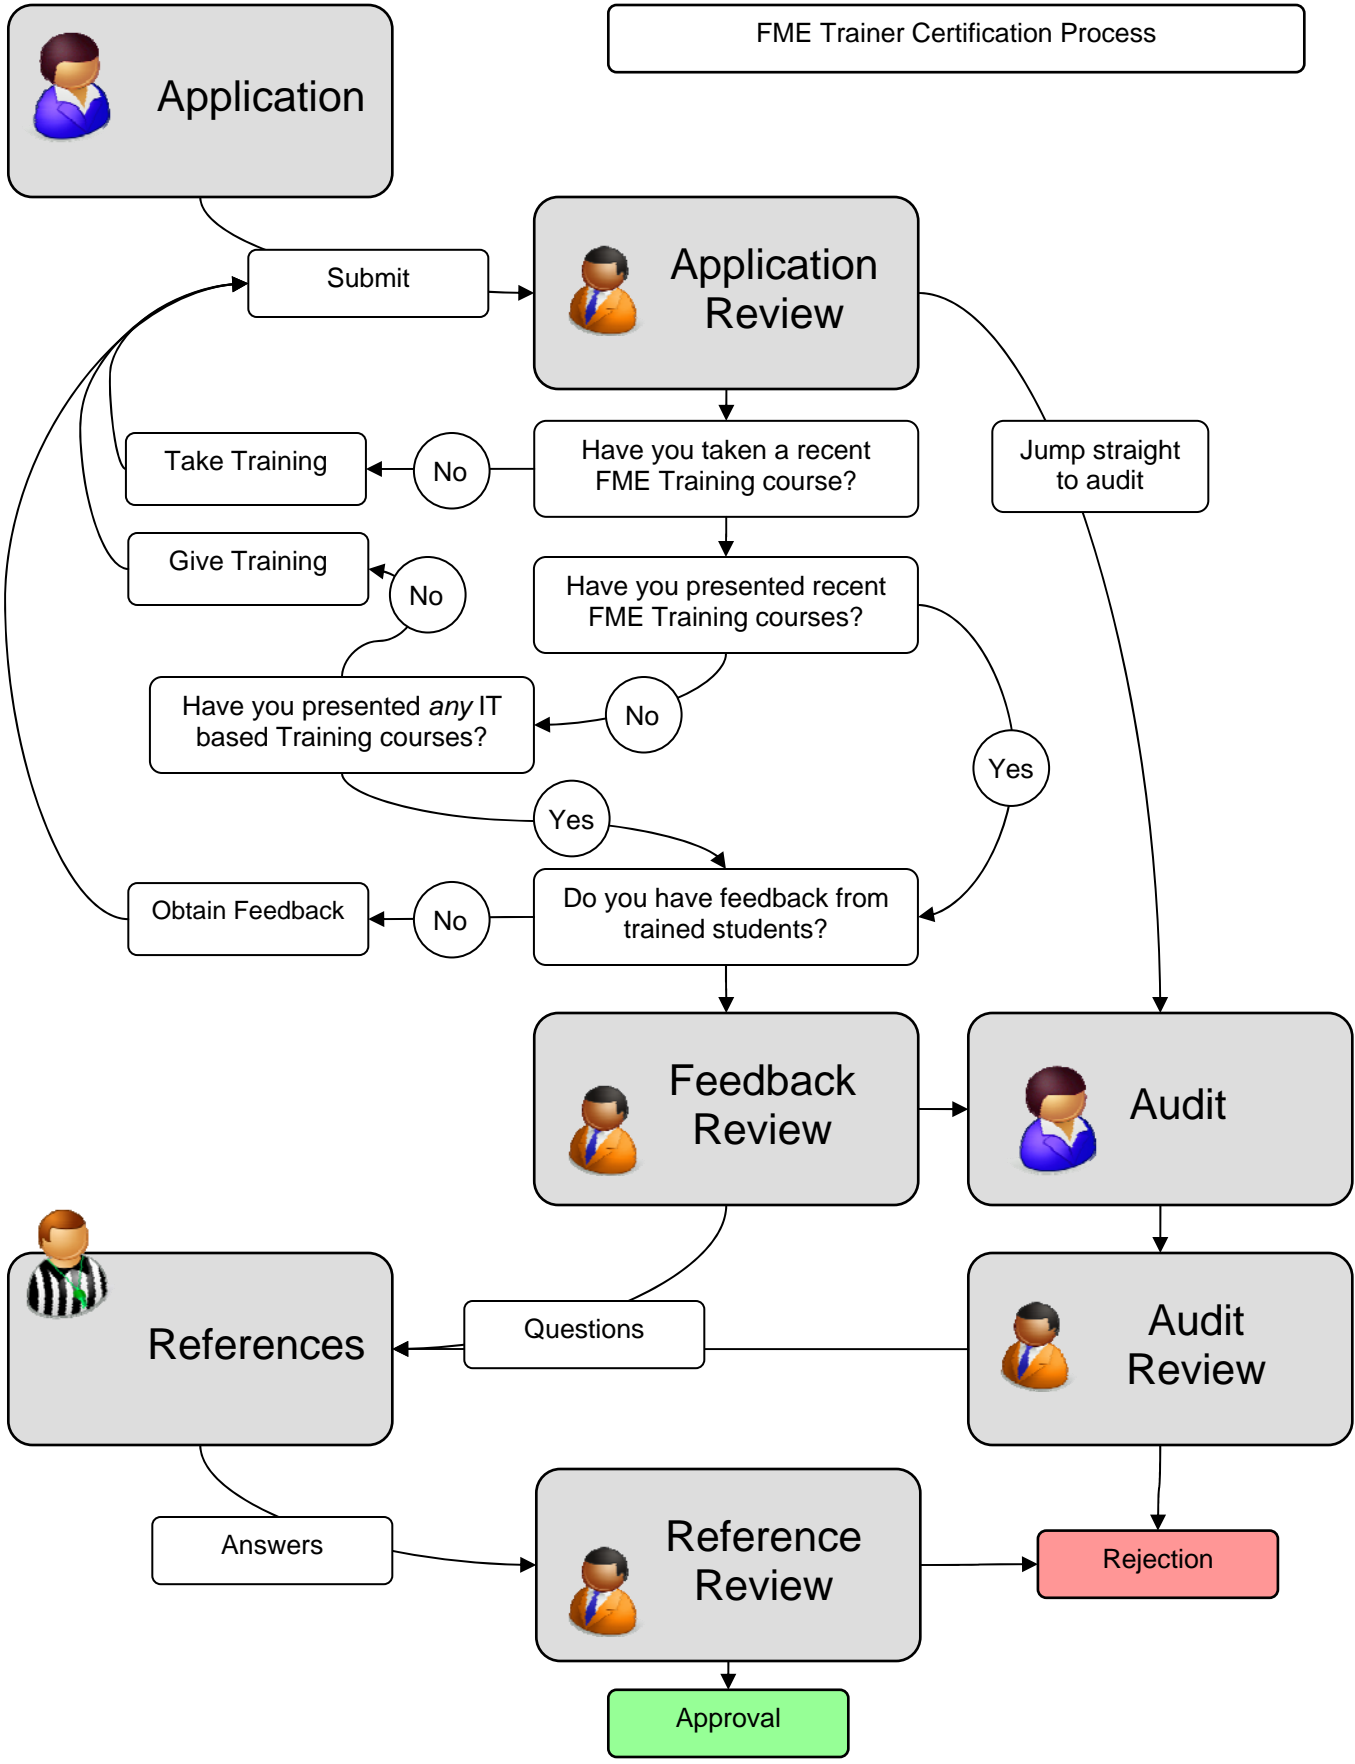 FME Trainer Certification Process
Application
Submit
Application
Review
Take Training
No
Have you taken a recent
FME Training course?
Jump straight
to audit
Give Training
No
Have you presented recent
FME Training courses?
Have you presented any IT
based Training courses?
No
Yes
Yes
Obtain Feedback
No
Do you have feedback from
trained students?
Feedback
Review
Audit
References
Questions
Audit
Review
Answers
Reference
Review
Rejection
Approval